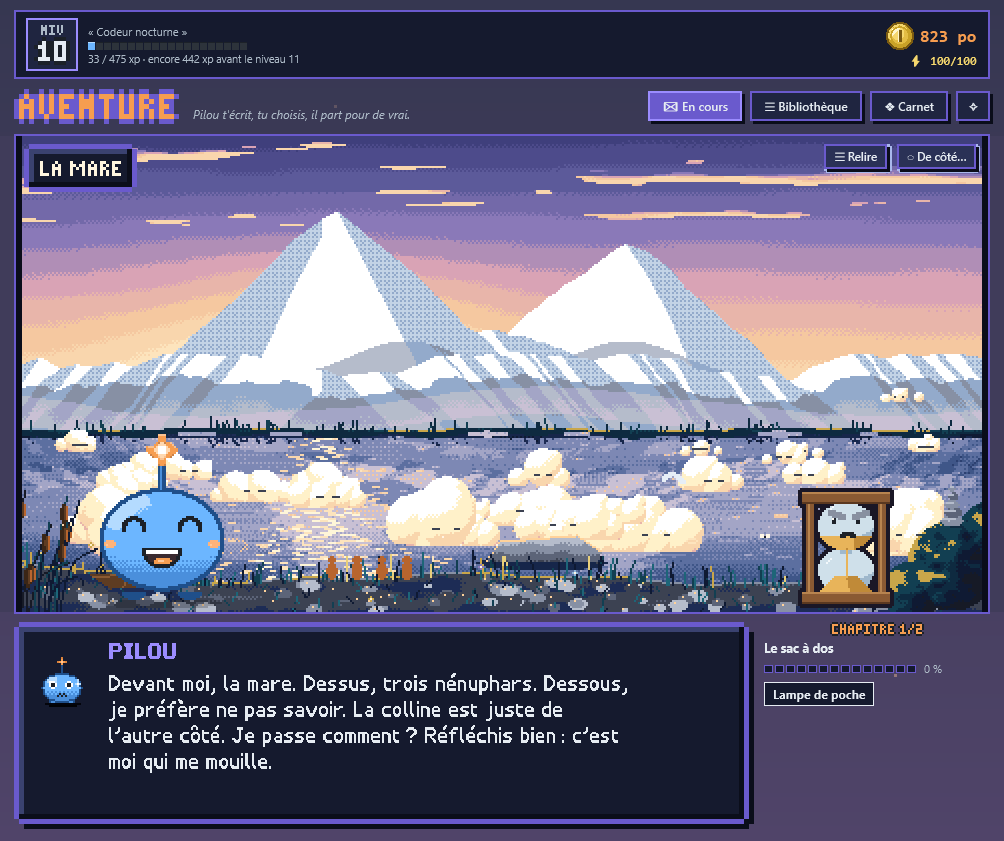 NIV
10
« Codeur nocturne »
33 / 475 xp · encore 442 xp avant le niveau 11
823 po
100/100
AVENTURE
Pilou t'écrit, tu choisis, il part pour de vrai.
En cours
Bibliothèque
Carnet
LA MARE
Relire
De côté...
PILOU
Devant moi, la mare. Dessus, trois nénuphars. Dessous,
je préfère ne pas savoir. La colline est juste de
l'autre côté. Je passe comment ? Réfléchis bien : c'est
moi qui me mouille.
CHAPITRE 1/2
Le sac à dos
0 %
Lampe de poche